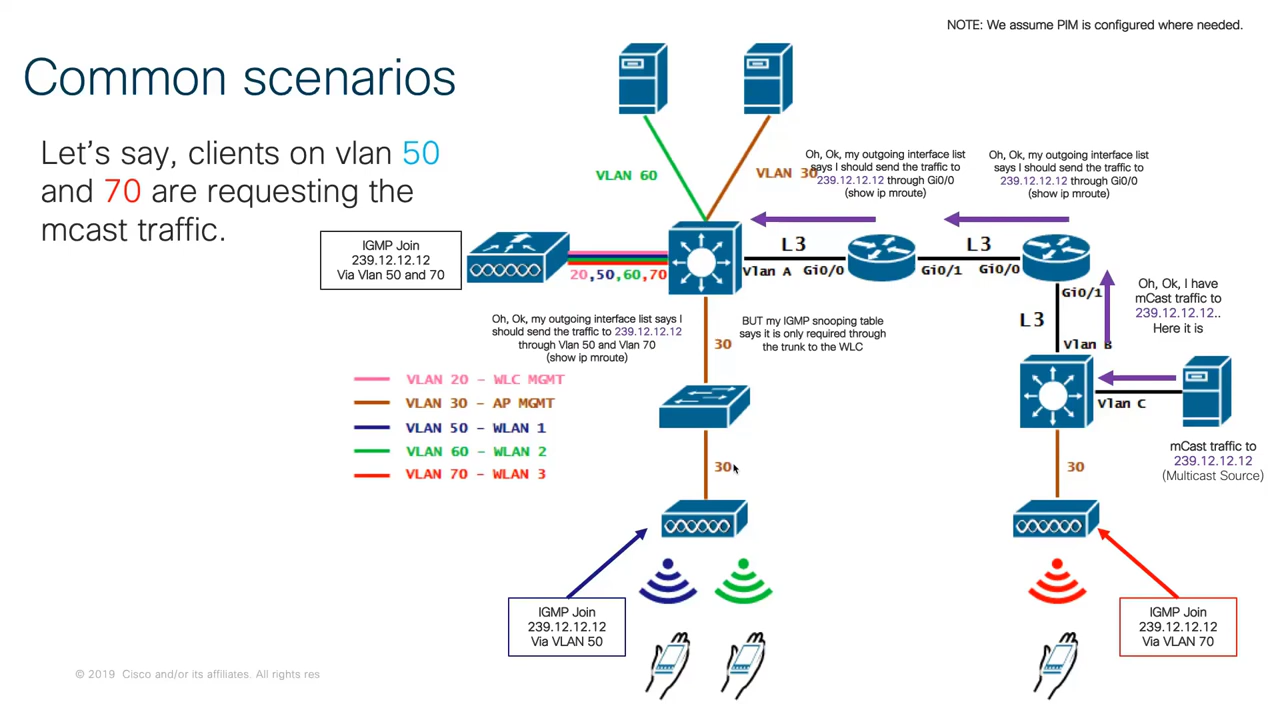 NOTE: We assume PIM is configured where needed.
Common scenarios
Let's say, clients on vlan 50
and 70 are requesting the
mcast traffic.
VLAN 60
VLAN 30
Oh, Ok, my outgoing interface list
says I should send the traffic to
239.12.12.12 through Gi0/0
(show ip mroute)
Oh, Ok, my outgoing interface list
says I should send the traffic to
239.12.12.12 through Gi0/0
(show ip mroute)
IGMP Join
239.12.12.12
Via Vlan 50 and 70
20,50,60,70
L3
Vlan A
Gi0/0
L3
Gi0/1
Gi0/0
Gi0/1
L3
Vlan B
Oh, Ok, I have
mCast traffic to
239.12.12.12..
Here it is
Oh, Ok, my outgoing interface list says I
should send the traffic to 239.12.12.12
through Vlan 50 and Vlan 70
(show ip mroute)
30
BUT my IGMP snooping table
says it is only required through
the trunk to the WLC
VLAN 20 - WLC MGMT
VLAN 30 - AP MGMT
VLAN 50 - WLAN 1
VLAN 60 - WLAN 2
VLAN 70 - WLAN 3
Vlan C
mCast traffic to
239.12.12.12
(Multicast Source)
30
30
IGMP Join
239.12.12.12
Via VLAN 50
IGMP Join
239.12.12.12
Via VLAN 70
© 2019 Cisco and/or its affiliates. All rights res